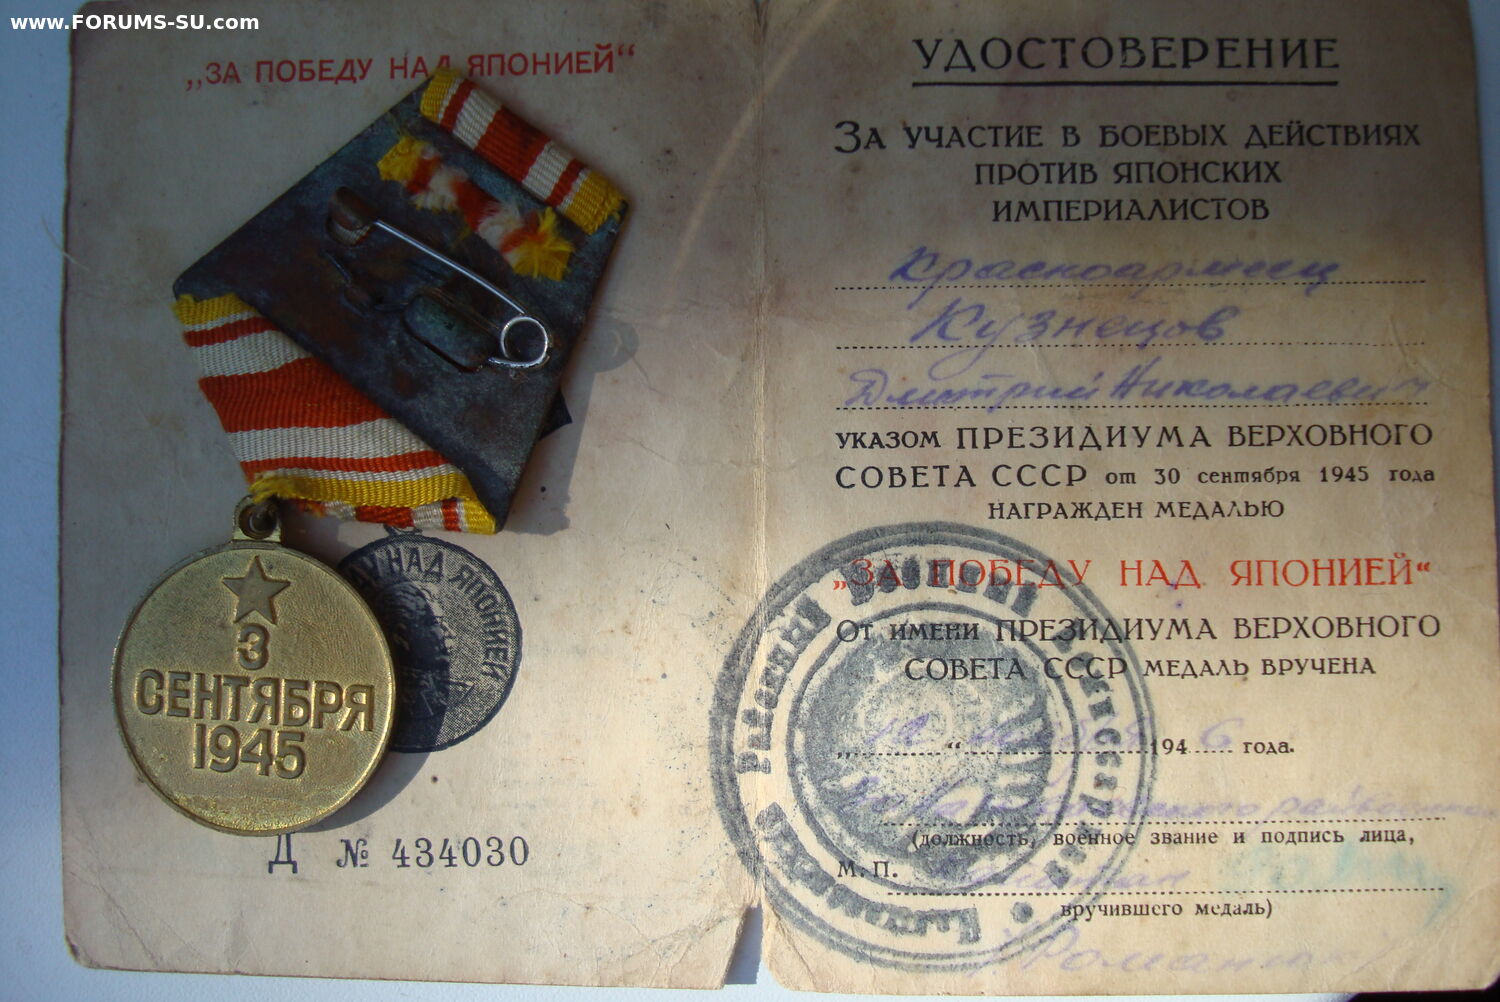 www.FORUMS-SU.com
„ЗА ПОБЕДУ НАД ЯПОНИЕЙ“
НАД ЯПОНИЕЙ
3
СЕНТЯБРЯ
1945
Д № 434030
УДОСТОВЕРЕНИЕ
ЗА УЧАСТИЕ В БОЕВЫХ ДЕЙСТВИЯХ
ПРОТИВ ЯПОНСКИХ
ИМПЕРИАЛИСТОВ
Красноармеец
Кузнецов
Дмитрий Николаевич
УКАЗОМ ПРЕЗИДИУМА ВЕРХОВНОГО
СОВЕТА СССР от 30 сентября 1945 года
НАГРАЖДЕН МЕДАЛЬЮ
„ЗА ПОБЕДУ НАД ЯПОНИЕЙ“
ОТ ИМЕНИ ПРЕЗИДИУМА ВЕРХОВНОГО
СОВЕТА СССР МЕДАЛЬ ВРУЧЕНА
1946 года.
(должность, военное звание и подпись лица,
М. П.
вручившего медаль)